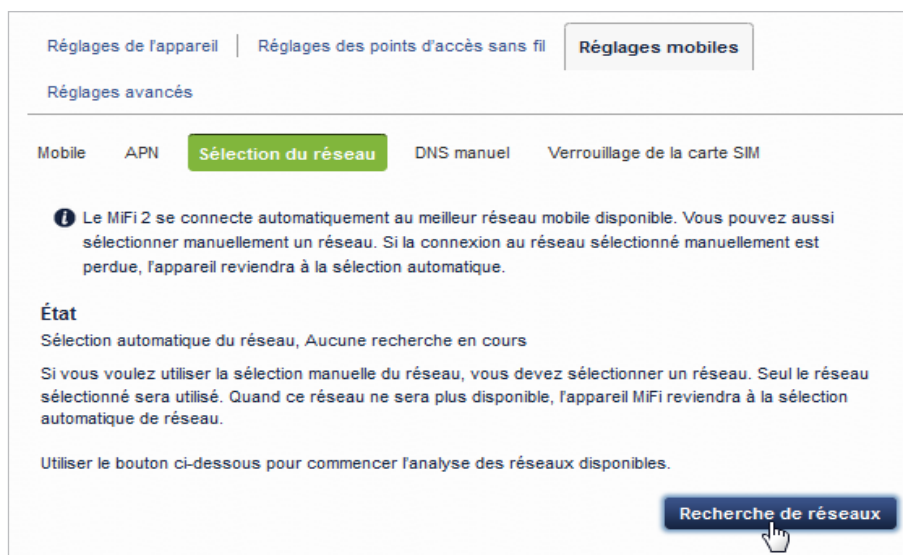 Réglages de l'appareil
Réglages des points d'accès sans fil
Réglages mobiles
Réglages avancés
Mobile
APN
Sélection du réseau
DNS manuel
Verrouillage de la carte SIM
Le MiFi 2 se connecte automatiquement au meilleur réseau mobile disponible. Vous pouvez aussi
sélectionner manuellement un réseau. Si la connexion au réseau sélectionné manuellement est
perdue, l'appareil reviendra à la sélection automatique.
État
Sélection automatique du réseau, Aucune recherche en cours
Si vous voulez utiliser la sélection manuelle du réseau, vous devez sélectionner un réseau. Seul le réseau
sélectionné sera utilisé. Quand ce réseau ne sera plus disponible, l'appareil MiFi reviendra à la sélection
automatique de réseau.
Utiliser le bouton ci-dessous pour commencer l'analyse des réseaux disponibles.
Recherche de réseaux